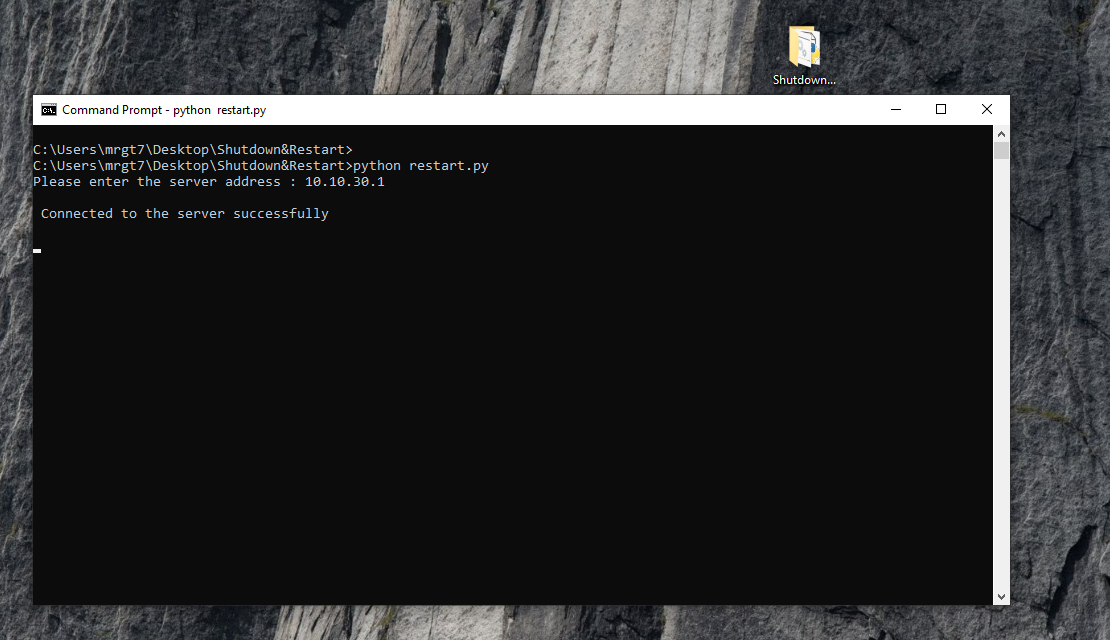 Shutdown...
Command Prompt - python  restart.py
C:\Users\mrgt7\Desktop\Shutdown&Restart>
C:\Users\mrgt7\Desktop\Shutdown&Restart>python restart.py
Please enter the server address : 10.10.30.1
Connected to the server successfully